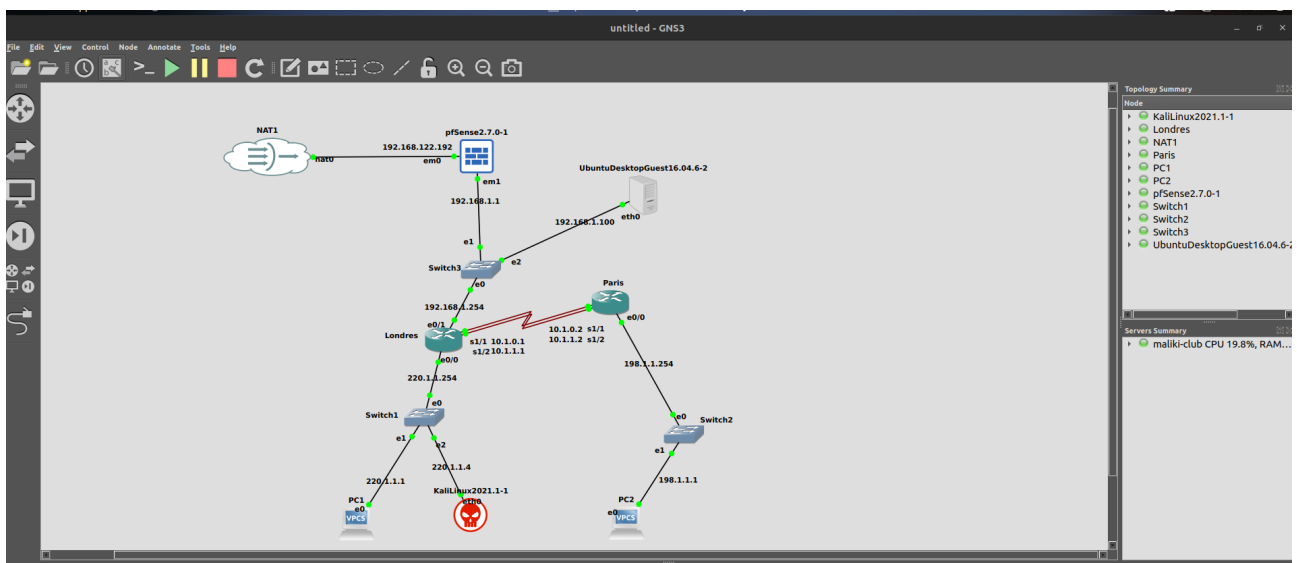 untitled - GNS3
File Edit View Control Node Annotate Tools Help
Topology Summary
Node
KaliLinux2021.1-1
Londres
NAT1
Paris
PC1
PC2
pfSense2.7.0-1
Switch1
Switch2
Switch3
UbuntuDesktopGuest16.04.6-2
Servers Summary
maliki-club CPU 19.8%, RAM...
NAT1
nat0
pfSense2.7.0-1
192.168.122.192
em0
em1
192.168.1.1
UbuntuDesktopGuest16.04.6-2
eth0
192.168.1.100
e1
e2
Switch3
e0
192.168.1.254
Paris
e0/1
Londres
s1/1 10.1.0.1
s1/2 10.1.1.1
10.1.0.2 s1/1
10.1.1.2 s1/2
e0/0
e0/0
220.1.1.254
198.1.1.254
e0
Switch1
e1
e2
e0
Switch2
e1
220.1.1.4
220.1.1.1
198.1.1.1
PC1
e0
VPCS
KaliLinux2021.1-1
eth0
PC2
e0
VPCS